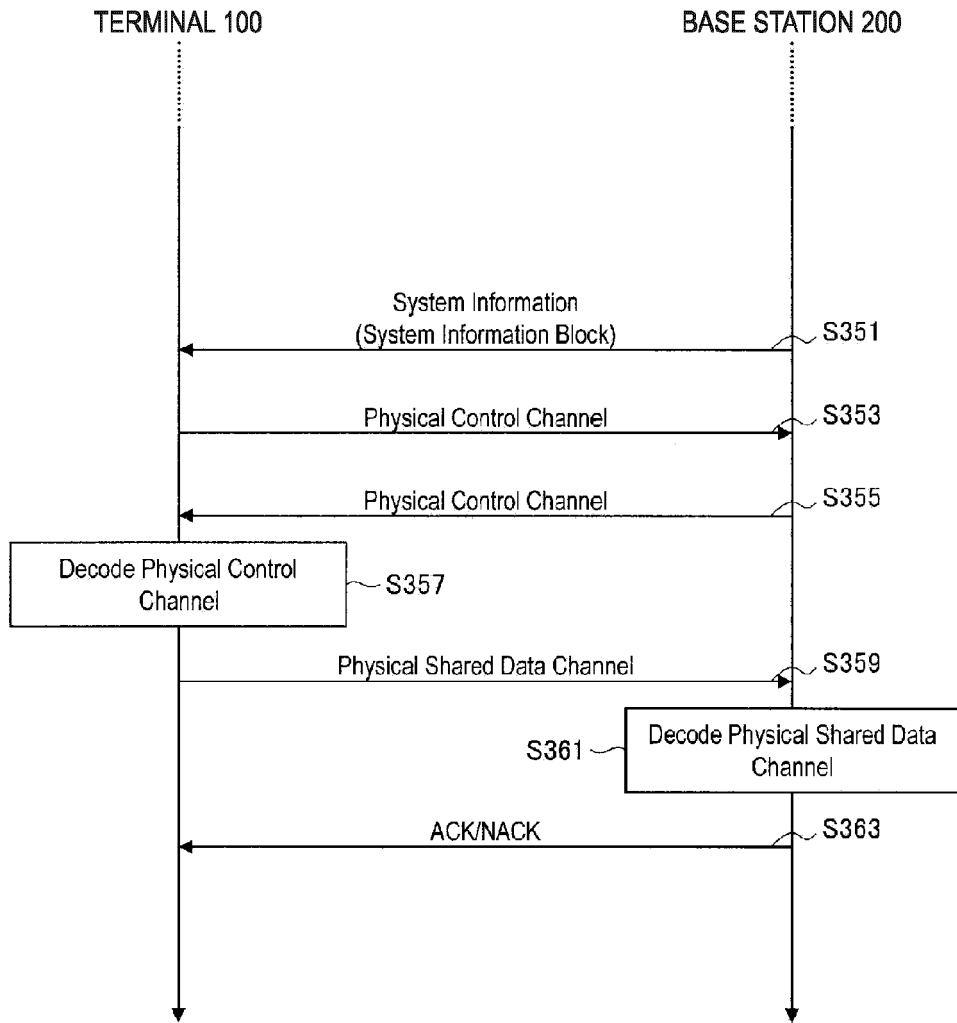 TERMINAL 100
BASE STATION 200
System Information
(System Information Block)
S351
Physical Control Channel
S353
Physical Control Channel
S355
Decode Physical Control
Channel
S357
Physical Shared Data Channel
S359
S361
Decode Physical Shared Data
Channel
ACK/NACK
S363